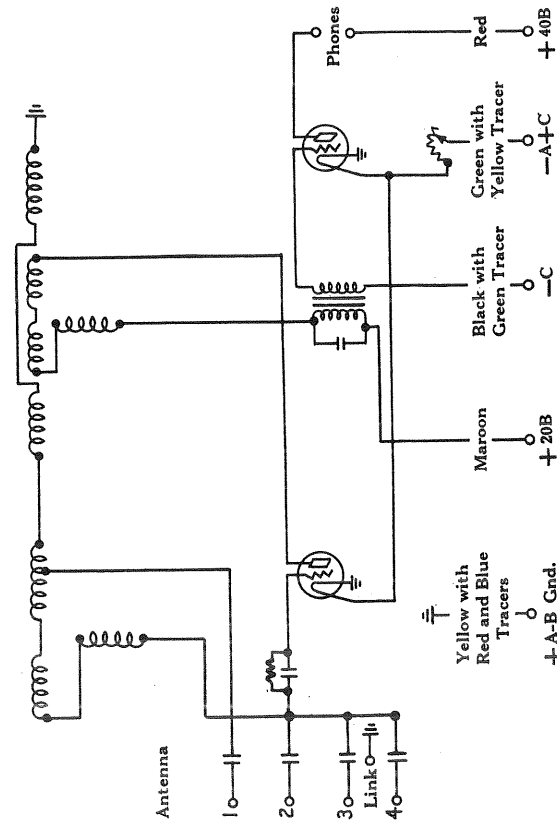 Antenna
1
2
3
Link
4
Yellow with
Red and Blue
Tracers
+A-B Gnd.
Maroon
+20B
Black with
Green Tracer
—C
Green with
Yellow Tracer
—A+C
Phones
Red
+40B